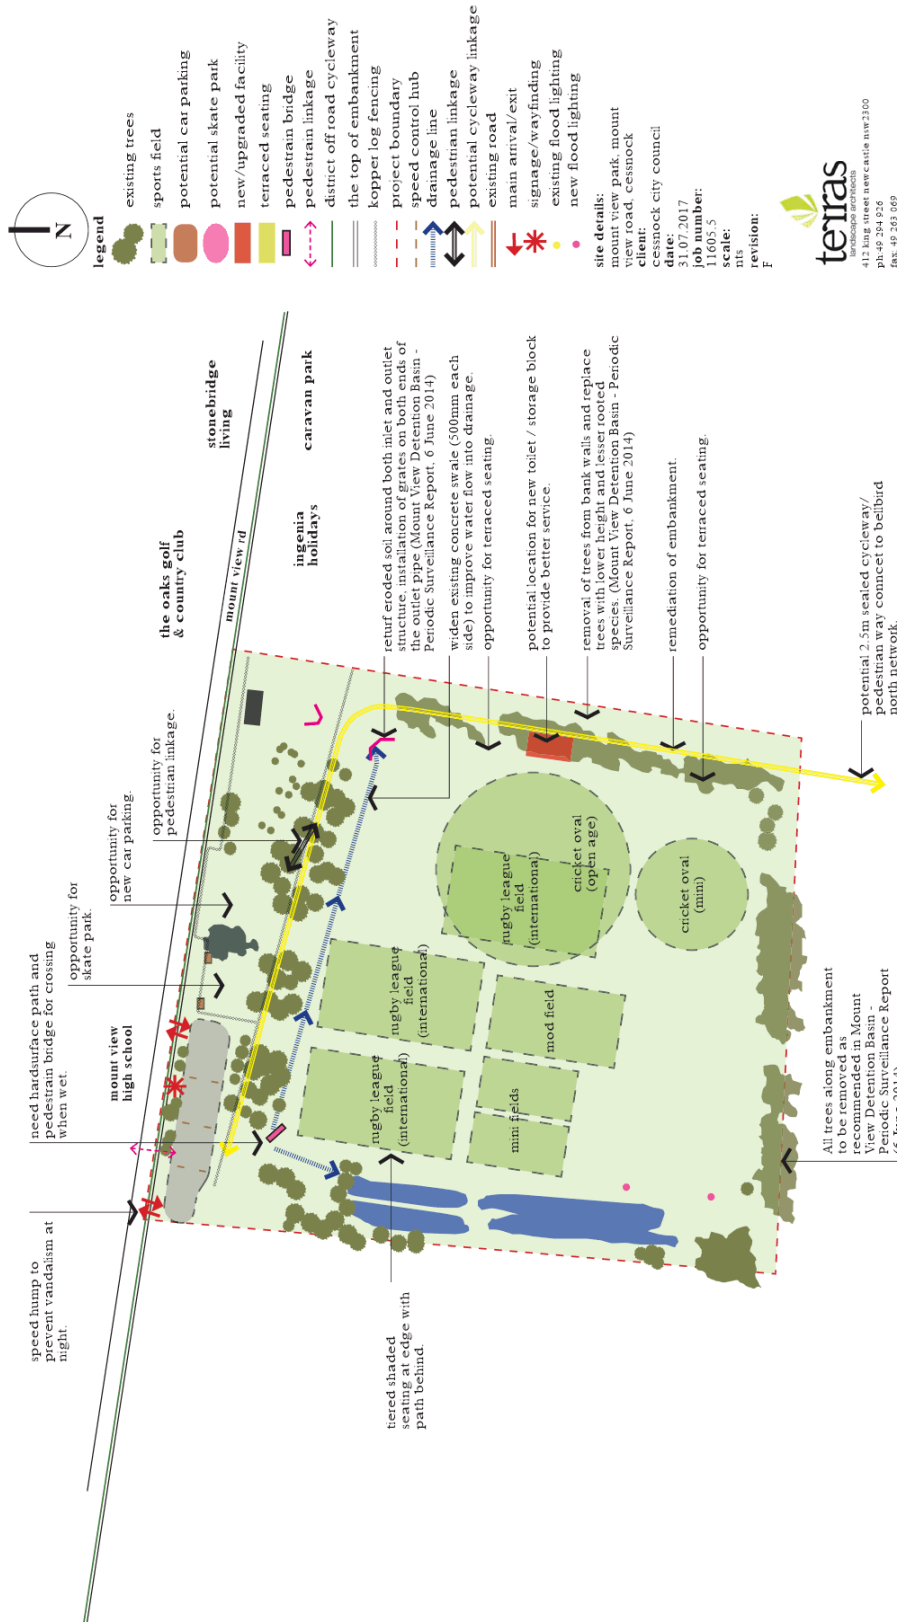 speed hump to
prevent vandalism at
night.
need hardsurface path and
pedestrain bridge for crossing
when wet.
opportunity for
skate park.
opportunity for
new car parking.
opportunity for
pedestrian linkage.
mount view
high school
the oaks golf
& country club
stonebridge
living
mount view rd
ingenia
holidays
caravan park
returf eroded soil around both inlet and outlet
structure, installation of grates on both ends of
the outlet pipe (Mount View Detention Basin -
Periodic Surveillance Report, 6 June 2014)
widen existing concrete swale (500mm each
side) to improve water flow into drainage.
opportunity for terraced seating.
potential location for new toilet / storage block
to provide better service.
removal of trees from bank walls and replace
trees with lower height and lesser rooted
species. (Mount View Detention Basin - Periodic
Surveillance Report, 6 June 2014)
remediation of embankment.
opportunity for terraced seating.
potential 2.5m sealed cycleway/
pedestrian way conncet to bellbird
north network.
rugby league
field
(international)
rugby league
field
(international)
rugby league
field
(international)
cricket oval
(open age)
cricket oval
(mini)
mod field
mini fields
tiered shaded
seating at edge with
path behind.
All trees along embankment
to be removed as
recommended in Mount
View Detention Basin -
Periodic Surveillance Report
N
legend
existing trees
sports field
potential car parking
potential skate park
new/upgraded facility
terraced seating
pedestrain bridge
pedestrain linkage
district off road cycleway
the top of embankment
kopper log fencing
project boundary
speed control hub
drainage line
pedestrian linkage
potential cycleway linkage
existing road
main arrival/exit
signage/wayfinding
existing flood lighting
new flood lighting
site details:
mount view park, mount
view road, cessnock
client:
cessnock city council
date:
31.07.2017
job number:
11605.5
scale:
nts
revision:
F
terras
landscape architects
412 king street newcastle nsw2300
ph: 49 294 926
fax: 49 263 069